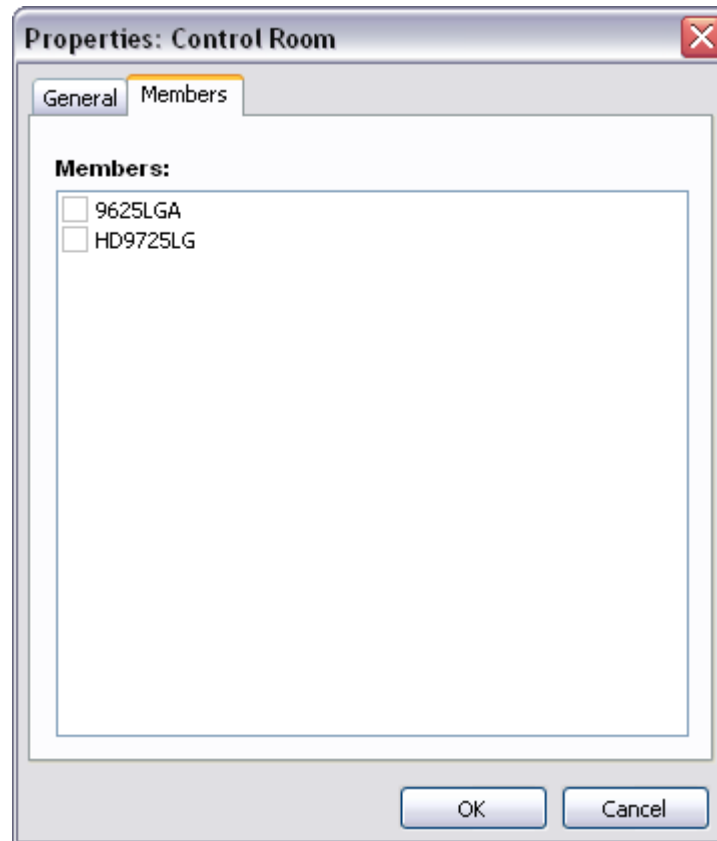 Properties: Control Room
General Members
Members:
9625LGA
HD9725LG
OK Cancel